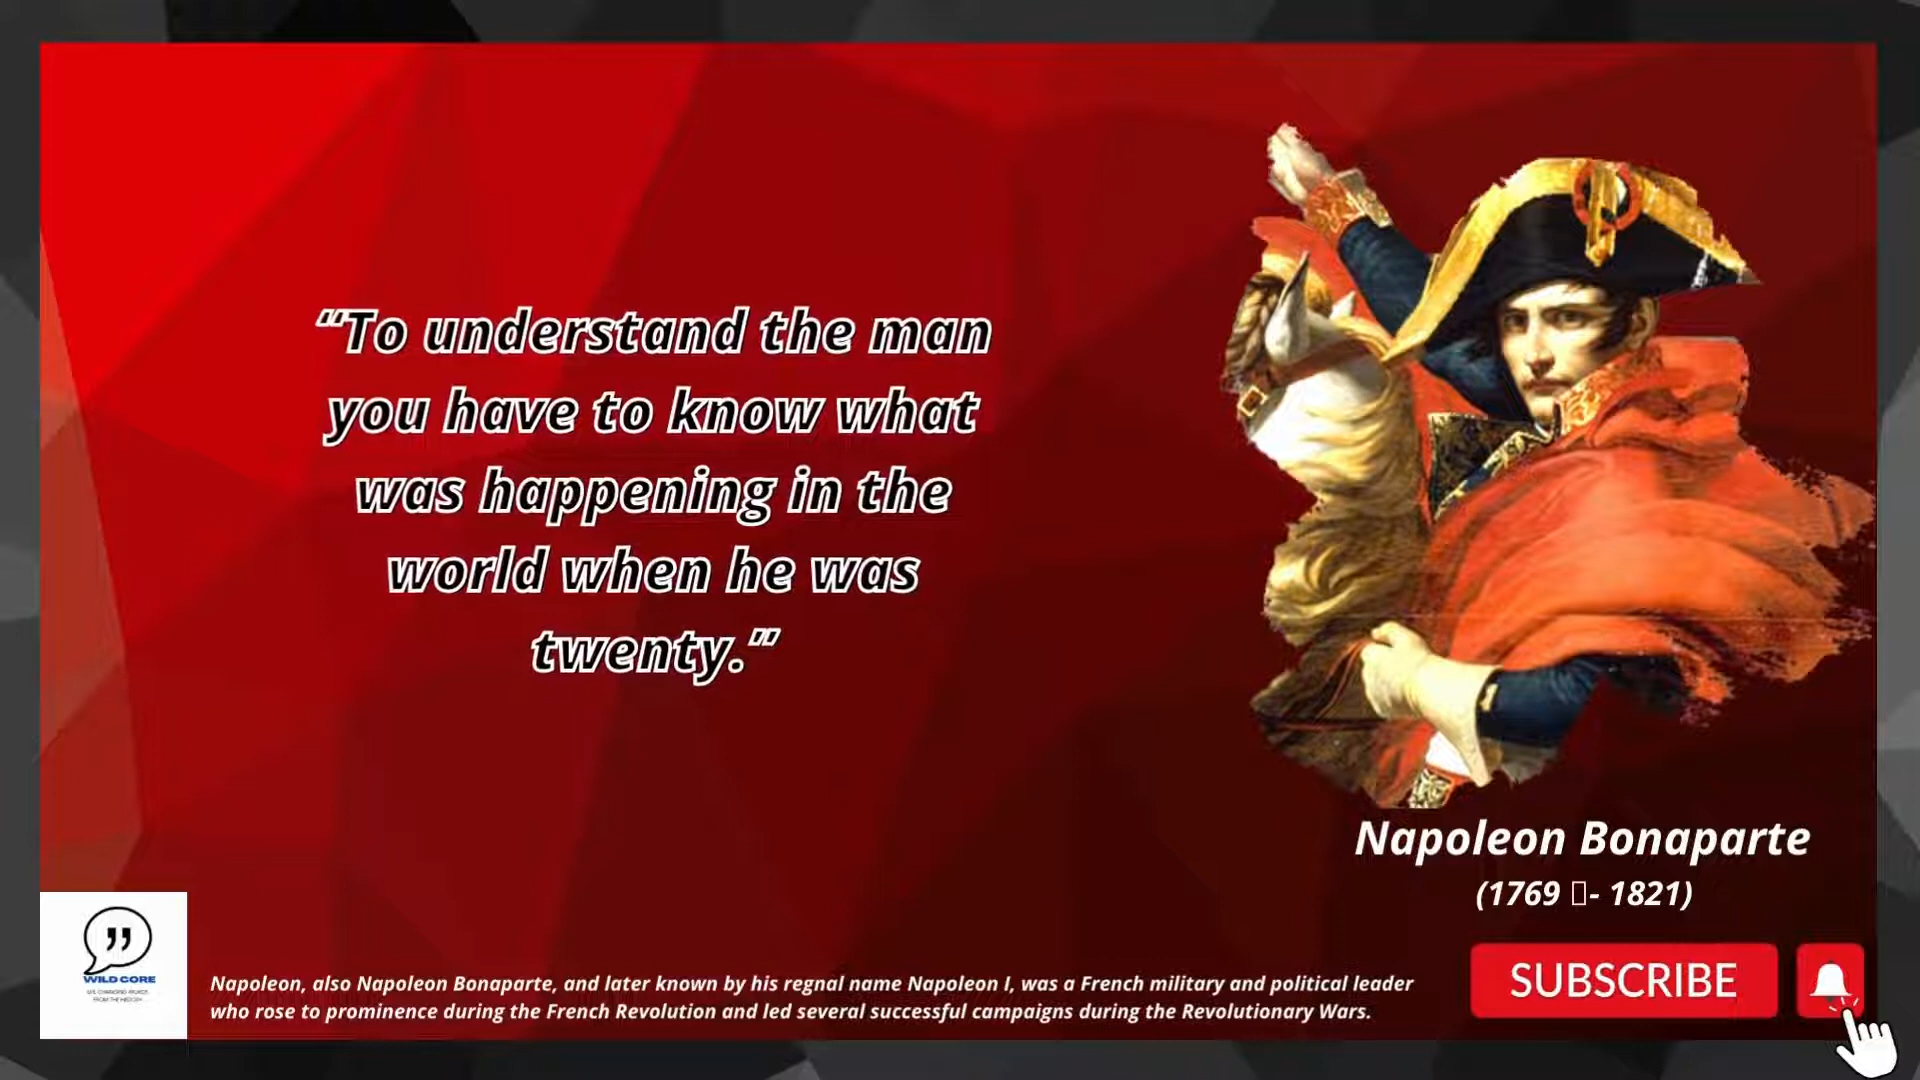 “To understand the man
you have to know what
was happening in the
world when he was
twenty.”
Napoleon Bonaparte
(1769 - 1821)
SUBSCRIBE
WILD CORE
Napoleon, also Napoleon Bonaparte, and later known by his regnal name Napoleon I, was a French military and political leader
who rose to prominence during the French Revolution and led several successful campaigns during the Revolutionary Wars.